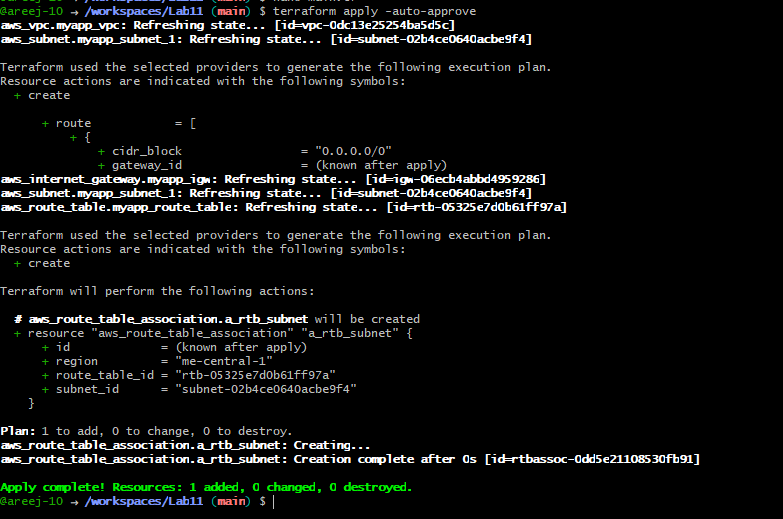 @areej-10 → /workspaces/Lab11 (main) $ terraform apply -auto-approve
aws_vpc.myapp_vpc: Refreshing state... [id=vpc-0dc13e25254ba5d5c]
aws_subnet.myapp_subnet_1: Refreshing state... [id=subnet-02b4ce0640acbe9f4]

Terraform used the selected providers to generate the following execution plan.
Resource actions are indicated with the following symbols:
  + create

      + route            = [
          + {
              + cidr_block                 = "0.0.0.0/0"
              + gateway_id                 = (known after apply)
aws_internet_gateway.myapp_igw: Refreshing state... [id=igw-06ecb4abbd4959286]
aws_subnet.myapp_subnet_1: Refreshing state... [id=subnet-02b4ce0640acbe9f4]
aws_route_table.myapp_route_table: Refreshing state... [id=rtb-05325e7d0b61ff97a]

Terraform used the selected providers to generate the following execution plan.
Resource actions are indicated with the following symbols:
  + create

Terraform will perform the following actions:

  # aws_route_table_association.a_rtb_subnet will be created
  + resource "aws_route_table_association" "a_rtb_subnet" {
      + id             = (known after apply)
      + region         = "me-central-1"
      + route_table_id = "rtb-05325e7d0b61ff97a"
      + subnet_id      = "subnet-02b4ce0640acbe9f4"
    }

Plan: 1 to add, 0 to change, 0 to destroy.
aws_route_table_association.a_rtb_subnet: Creating...
aws_route_table_association.a_rtb_subnet: Creation complete after 0s [id=rtbassoc-0dd5e21108530fb91]

Apply complete! Resources: 1 added, 0 changed, 0 destroyed.
@areej-10 → /workspaces/Lab11 (main) $